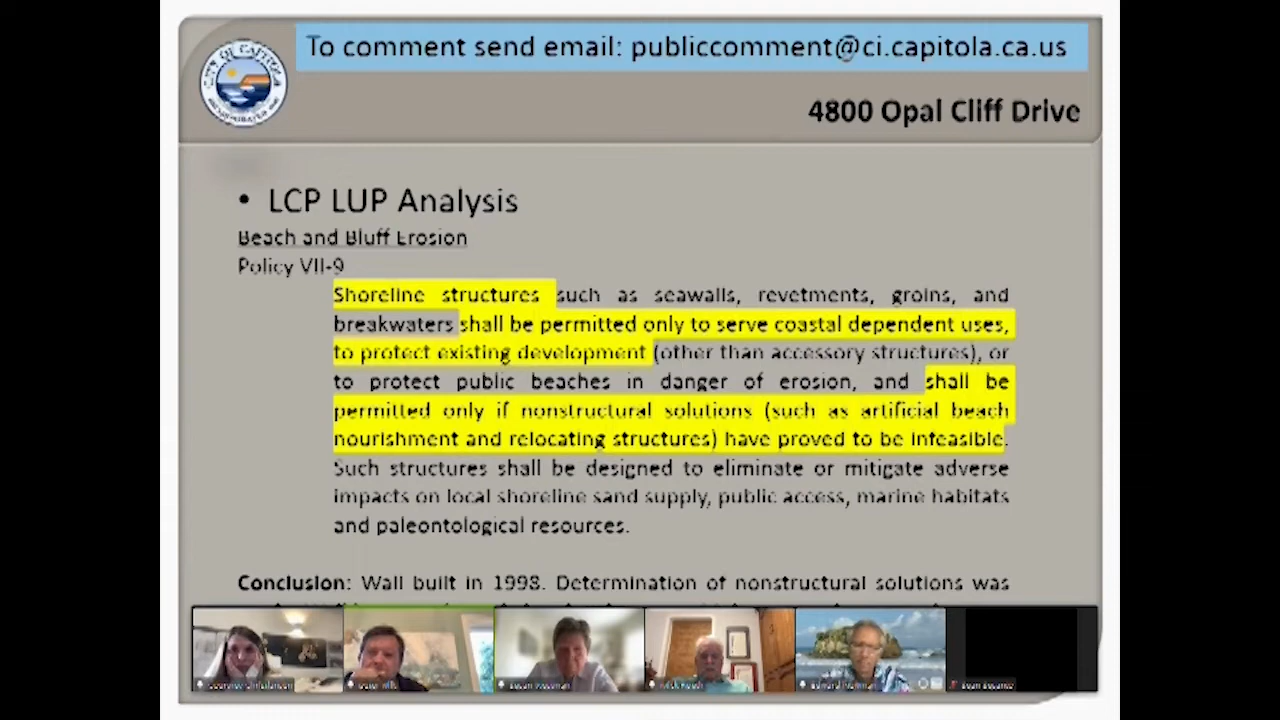 To comment send email: publiccomment@ci.capitola.ca.us
CITY OF CAPITOLA
4800 Opal Cliff Drive
• LCP LUP Analysis
Beach and Bluff Erosion
Policy VII-9
Shoreline structures such as seawalls, revetments, groins, and
breakwaters shall be permitted only to serve coastal dependent uses,
to protect existing development (other than accessory structures), or
to protect public beaches in danger of erosion, and shall be
permitted only if nonstructural solutions (such as artificial beach
nourishment and relocating structures) have proved to be infeasible.
Such structures shall be designed to eliminate or mitigate adverse
impacts on local shoreline sand supply, public access, marine habitats
and paleontological resources.
Conclusion: Wall built in 1998. Determination of nonstructural solutions was